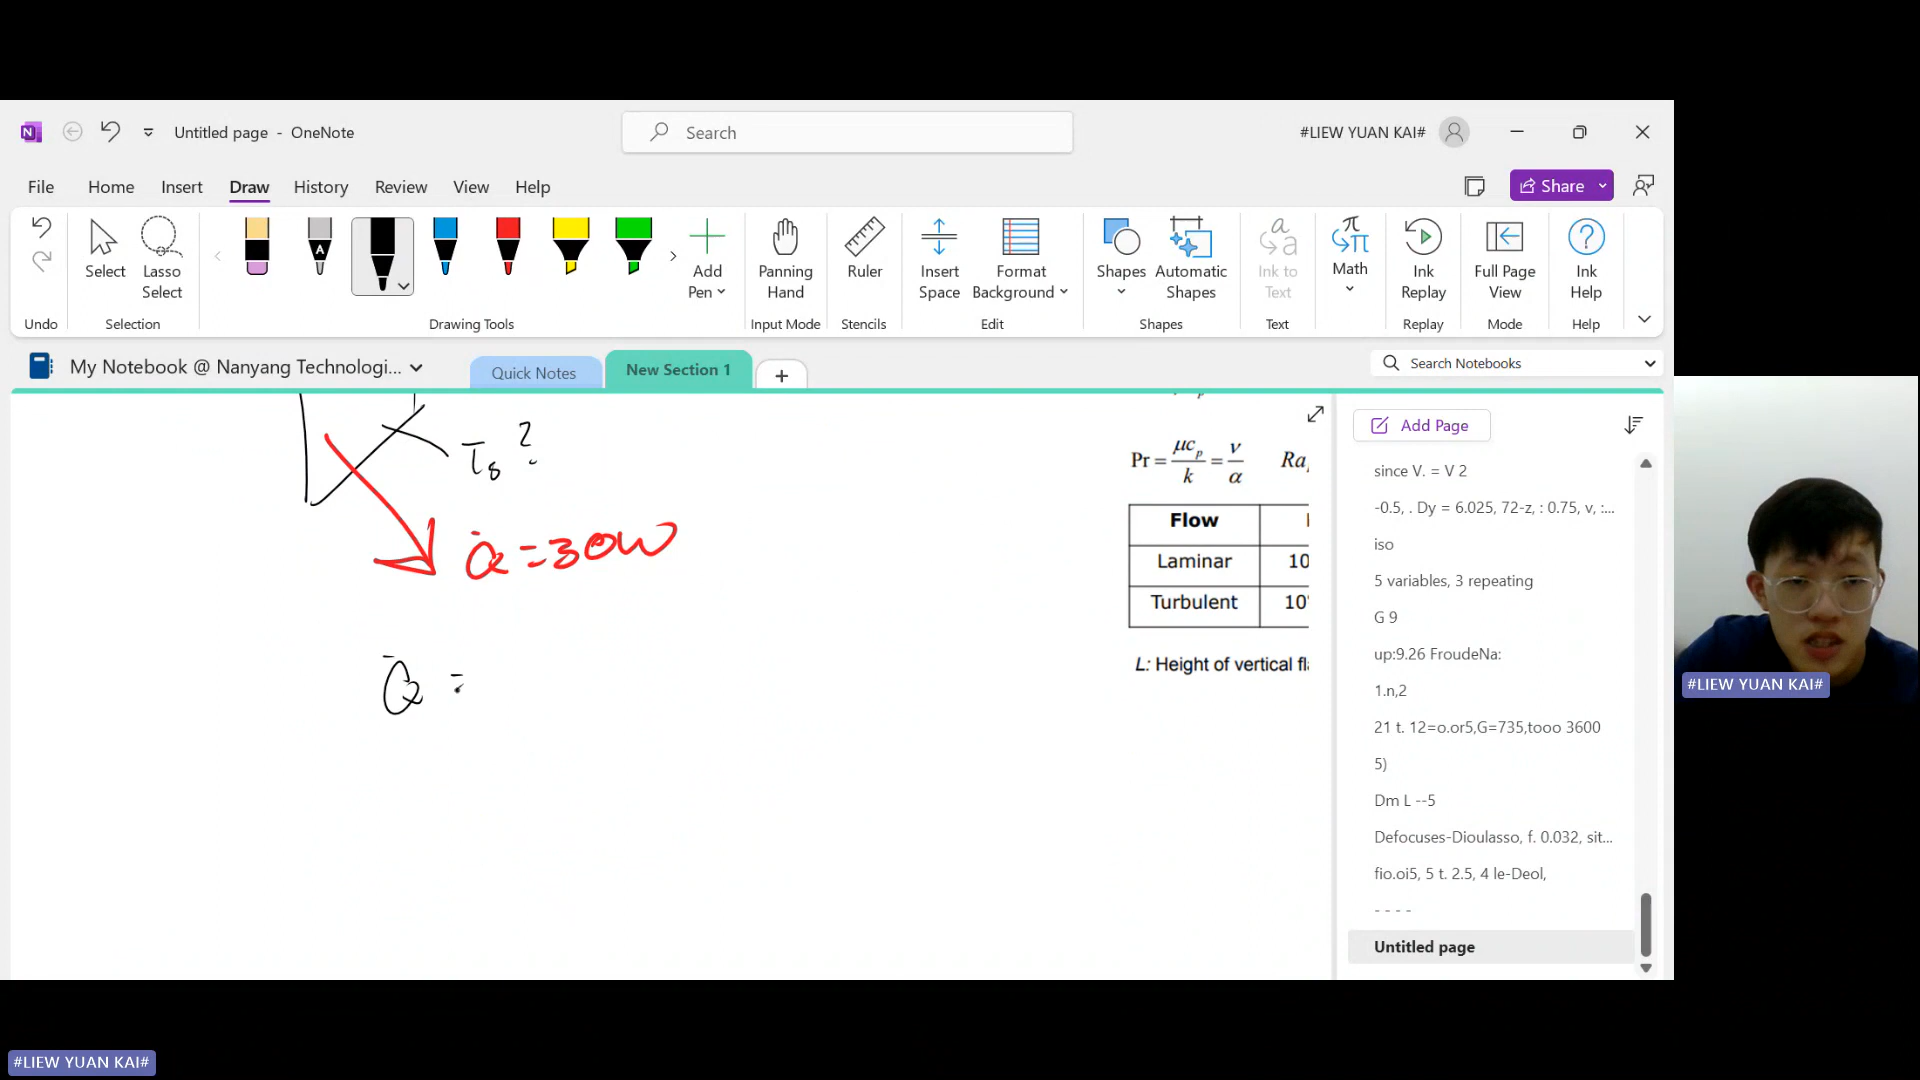 Untitled page - OneNote
Search
#LIEW YUAN KAI#
File Home Insert Draw History Review View Help
Share
Undo
Select
Lasso Select
Selection
A
Drawing Tools
Add Pen
Panning Hand
Input Mode
Ruler
Stencils
Insert Space
Format Background
Edit
Shapes
Automatic Shapes
Shapes
Ink to Text
Text
Math
Ink Replay
Replay
Full Page View
Mode
Ink Help
Help
My Notebook @ Nanyang Technologi...
Quick Notes
New Section 1
+
Search Notebooks
Ts ?
Q̇ = 30W
Q̇ =
Pr = μcp/k = ν/α Ra
Flow
Laminar 10
Turbulent 10
L: Height of vertical fl
Add Page
since V. = V 2
-0.5, . Dy = 6.025, 72-z, : 0.75, v, :...
iso
5 variables, 3 repeating
G 9
up:9.26 FroudeNa:
1.n,2
21 t. 12=o.or5,G=735,tooo 3600
5)
Dm L --5
Defocuses-Dioulasso, f. 0.032, sit...
fio.oi5, 5 t. 2.5, 4 le-Deol,
- - - -
Untitled page
#LIEW YUAN KAI#
#LIEW YUAN KAI#